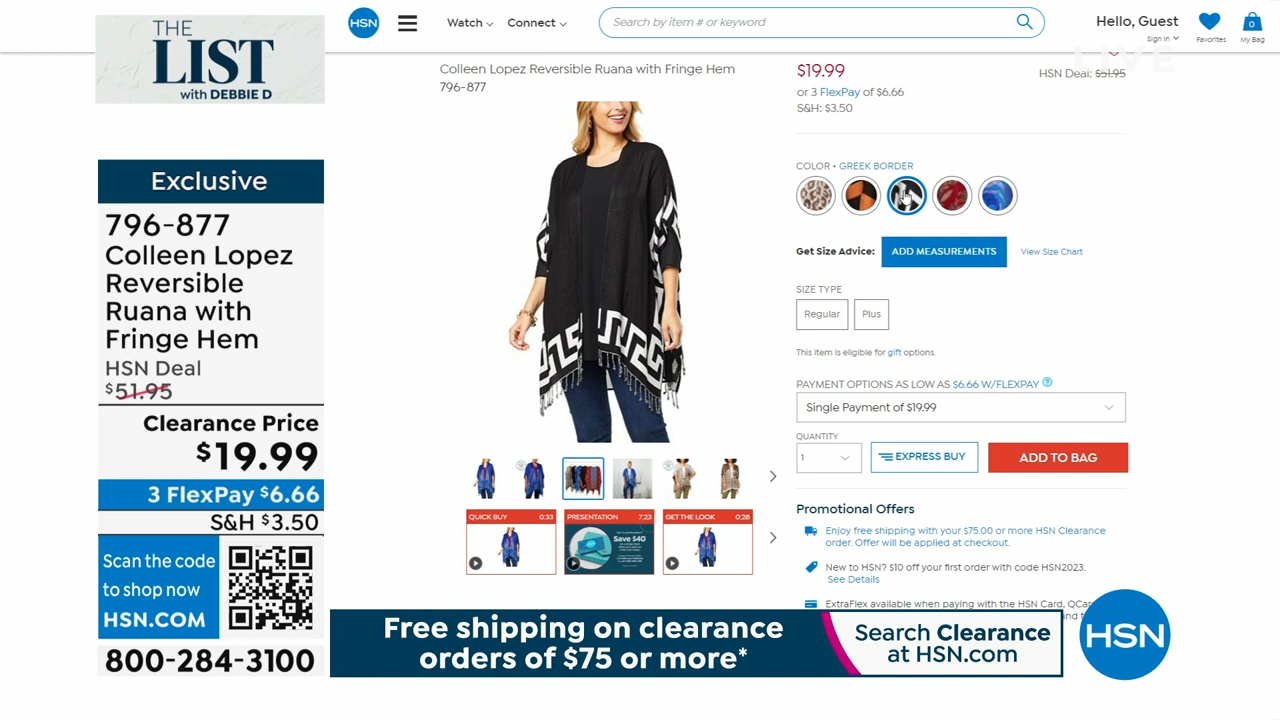 THE
LIST
with DEBBIE D
Exclusive
796-877
Colleen Lopez
Reversible
Ruana with
Fringe Hem
HSN Deal
$51.95
Clearance Price
$19.99
3 FlexPay $6.66
S&H $3.50
Scan the code
to shop now
HSN.COM
800-284-3100
HSN
Watch
Connect
Search by item # or keyword
Hello, Guest
Sign In
Favorites
0
My Bag
LIVE
Colleen Lopez Reversible Ruana with Fringe Hem
796-877
$19.99
HSN Deal: $51.95
or 3 FlexPay of $6.66
S&H: $3.50
COLOR • GREEK BORDER
Get Size Advice:
ADD MEASUREMENTS
View Size Chart
SIZE TYPE
Regular
Plus
This item is eligible for gift options.
PAYMENT OPTIONS AS LOW AS $6.66 W/FLEXPAY ?
Single Payment of $19.99
QUANTITY
1
EXPRESS BUY
ADD TO BAG
QUICK BUY 0:33
PRESENTATION 7:23
Save $40
GET THE LOOK 0:28
Promotional Offers
Enjoy free shipping with your $75.00 or more HSN Clearance
order. Offer will be applied at checkout.
New to HSN? $10 off your first order with code HSN2023.
See Details
ExtraFlex available when paying with the HSN Card, QCar
Free shipping on clearance
orders of $75 or more*
Search Clearance
at HSN.com
HSN